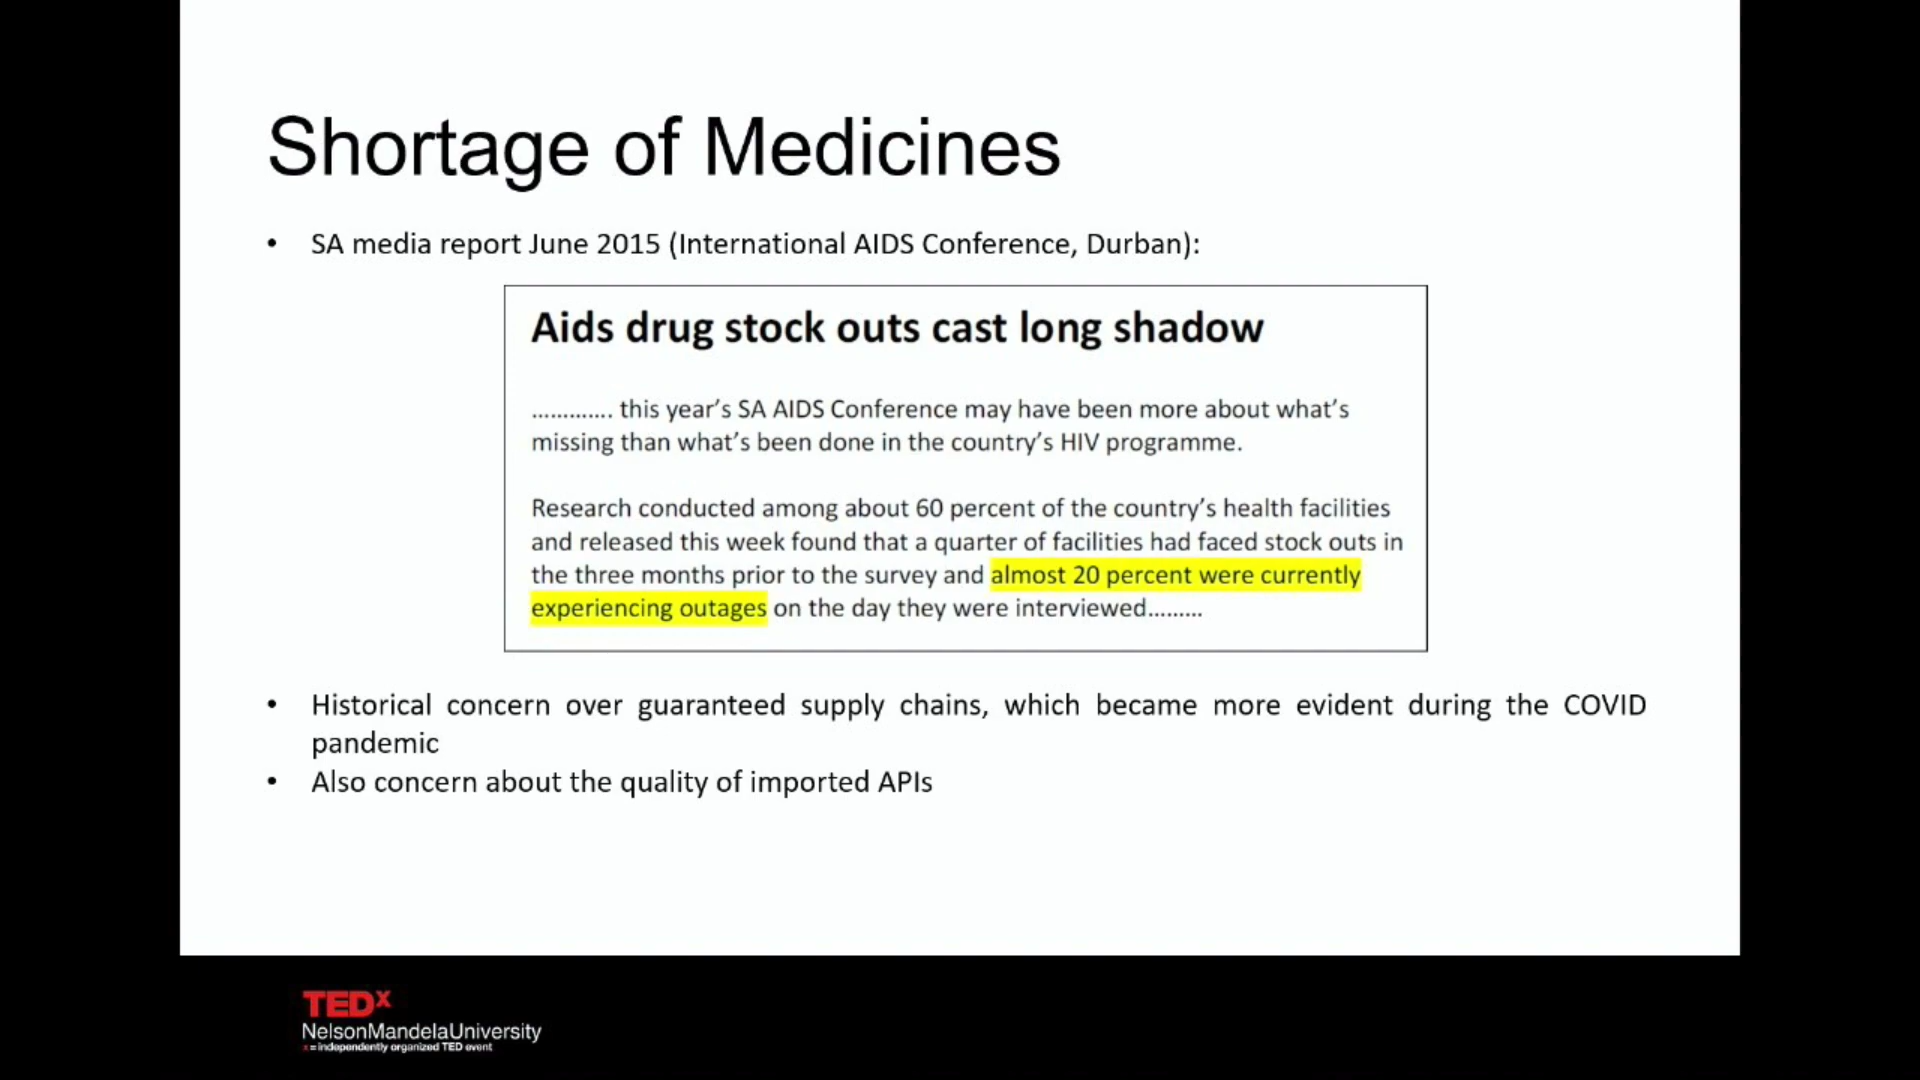 Shortage of Medicines
• SA media report June 2015 (International AIDS Conference, Durban):
Aids drug stock outs cast long shadow
............. this year's SA AIDS Conference may have been more about what's
missing than what's been done in the country's HIV programme.
Research conducted among about 60 percent of the country's health facilities
and released this week found that a quarter of facilities had faced stock outs in
the three months prior to the survey and almost 20 percent were currently
experiencing outages on the day they were interviewed.........
• Historical concern over guaranteed supply chains, which became more evident during the COVID
pandemic
• Also concern about the quality of imported APIs
TEDx
NelsonMandelaUniversity
x = independently organized TED event